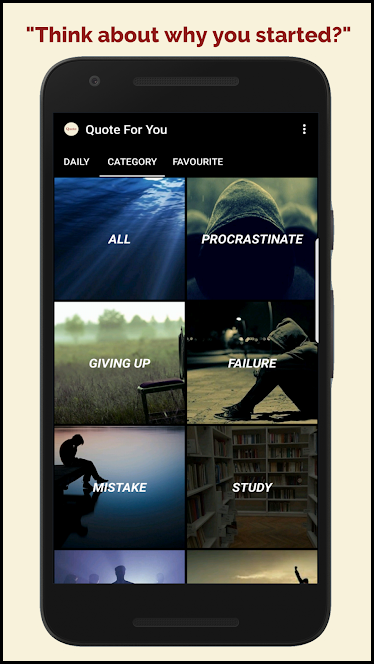 "Think about why you started?"
Quote For You
DAILY CATEGORY FAVOURITE
ALL PROCRASTINATE
GIVING UP FAILURE
MISTAKE STUDY